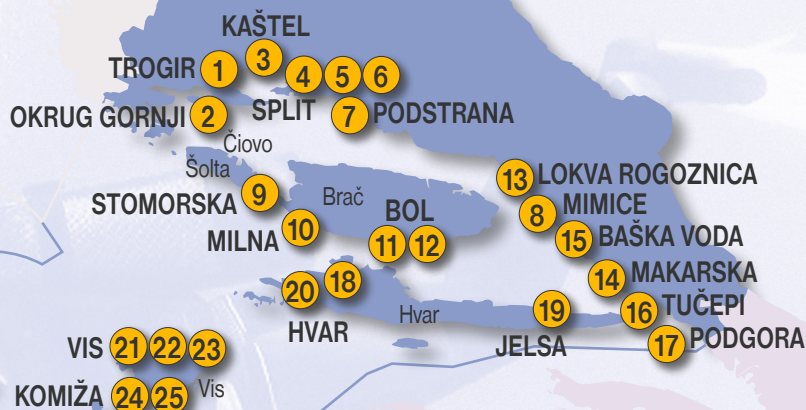 KAŠTEL
3
TROGIR 1
4 5 6
OKRUG GORNJI 2
SPLIT
7 PODSTRANA
Čiovo
Šolta
13 LOKVA ROGOZNICA
STOMORSKA 9
Brač
BOL
8 MIMICE
MILNA 10
11 12
15 BAŠKA VODA
14 MAKARSKA
20 18
HVAR
Hvar
19
JELSA
16 TUČEPI
17 PODGORA
VIS 21 22 23
KOMIŽA 24 25 Vis